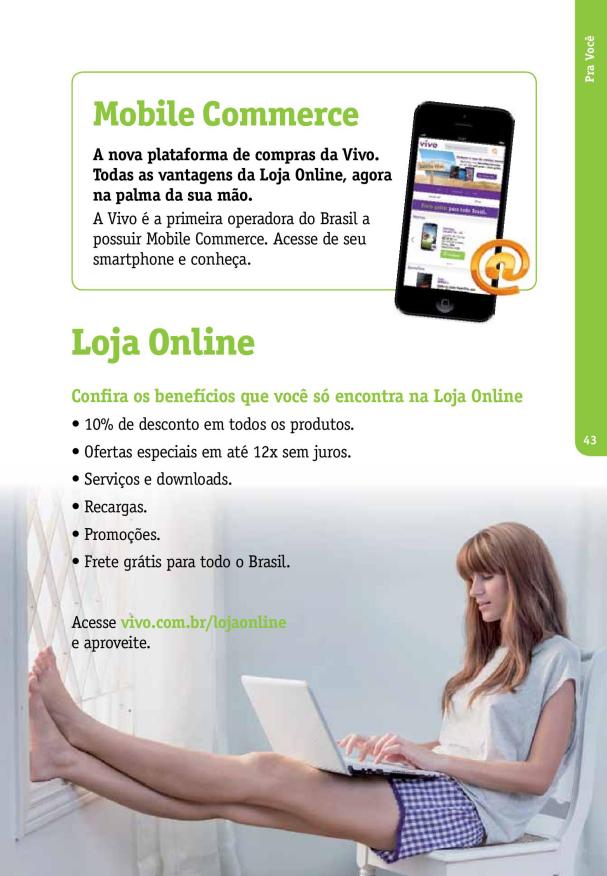 Pra Você
Mobile Commerce
A nova plataforma de compras da Vivo.
Todas as vantagens da Loja Online, agora
na palma da sua mão.
A Vivo é a primeira operadora do Brasil a
possuir Mobile Commerce. Acesse de seu
smartphone e conheça.
vivo
para todo Brasil.
@
Loja Online
Confira os benefícios que você só encontra na Loja Online
• 10% de desconto em todos os produtos.
• Ofertas especiais em até 12x sem juros.
• Serviços e downloads.
• Recargas.
• Promoções.
• Frete grátis para todo o Brasil.
43
Acesse vivo.com.br/lojaonline
e aproveite.